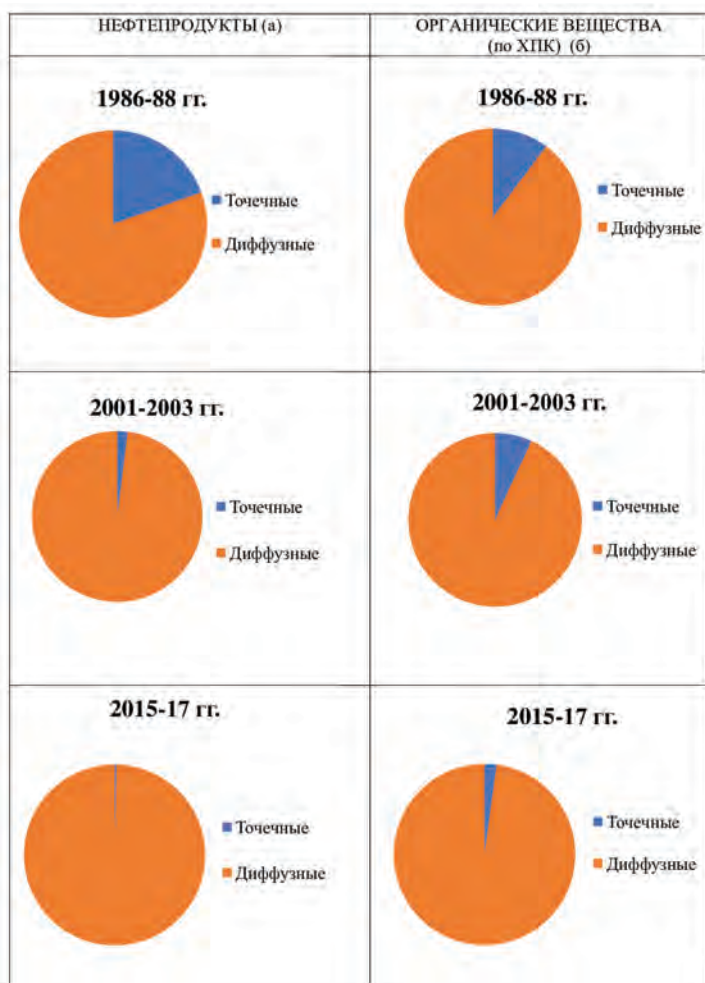 НЕФТЕПРОДУКТЫ (а)
ОРГАНИЧЕСКИЕ ВЕЩЕСТВА
(по ХПК) (б)
1986-88 гг.
Точечные
Диффузные
1986-88 гг.
Точечные
Диффузные
2001-2003 гг.
Точечные
Диффузные
2001-2003 гг.
Точечные
Диффузные
2015-17 гг.
Точечные
Диффузные
2015-17 гг.
Точечные
Диффузные